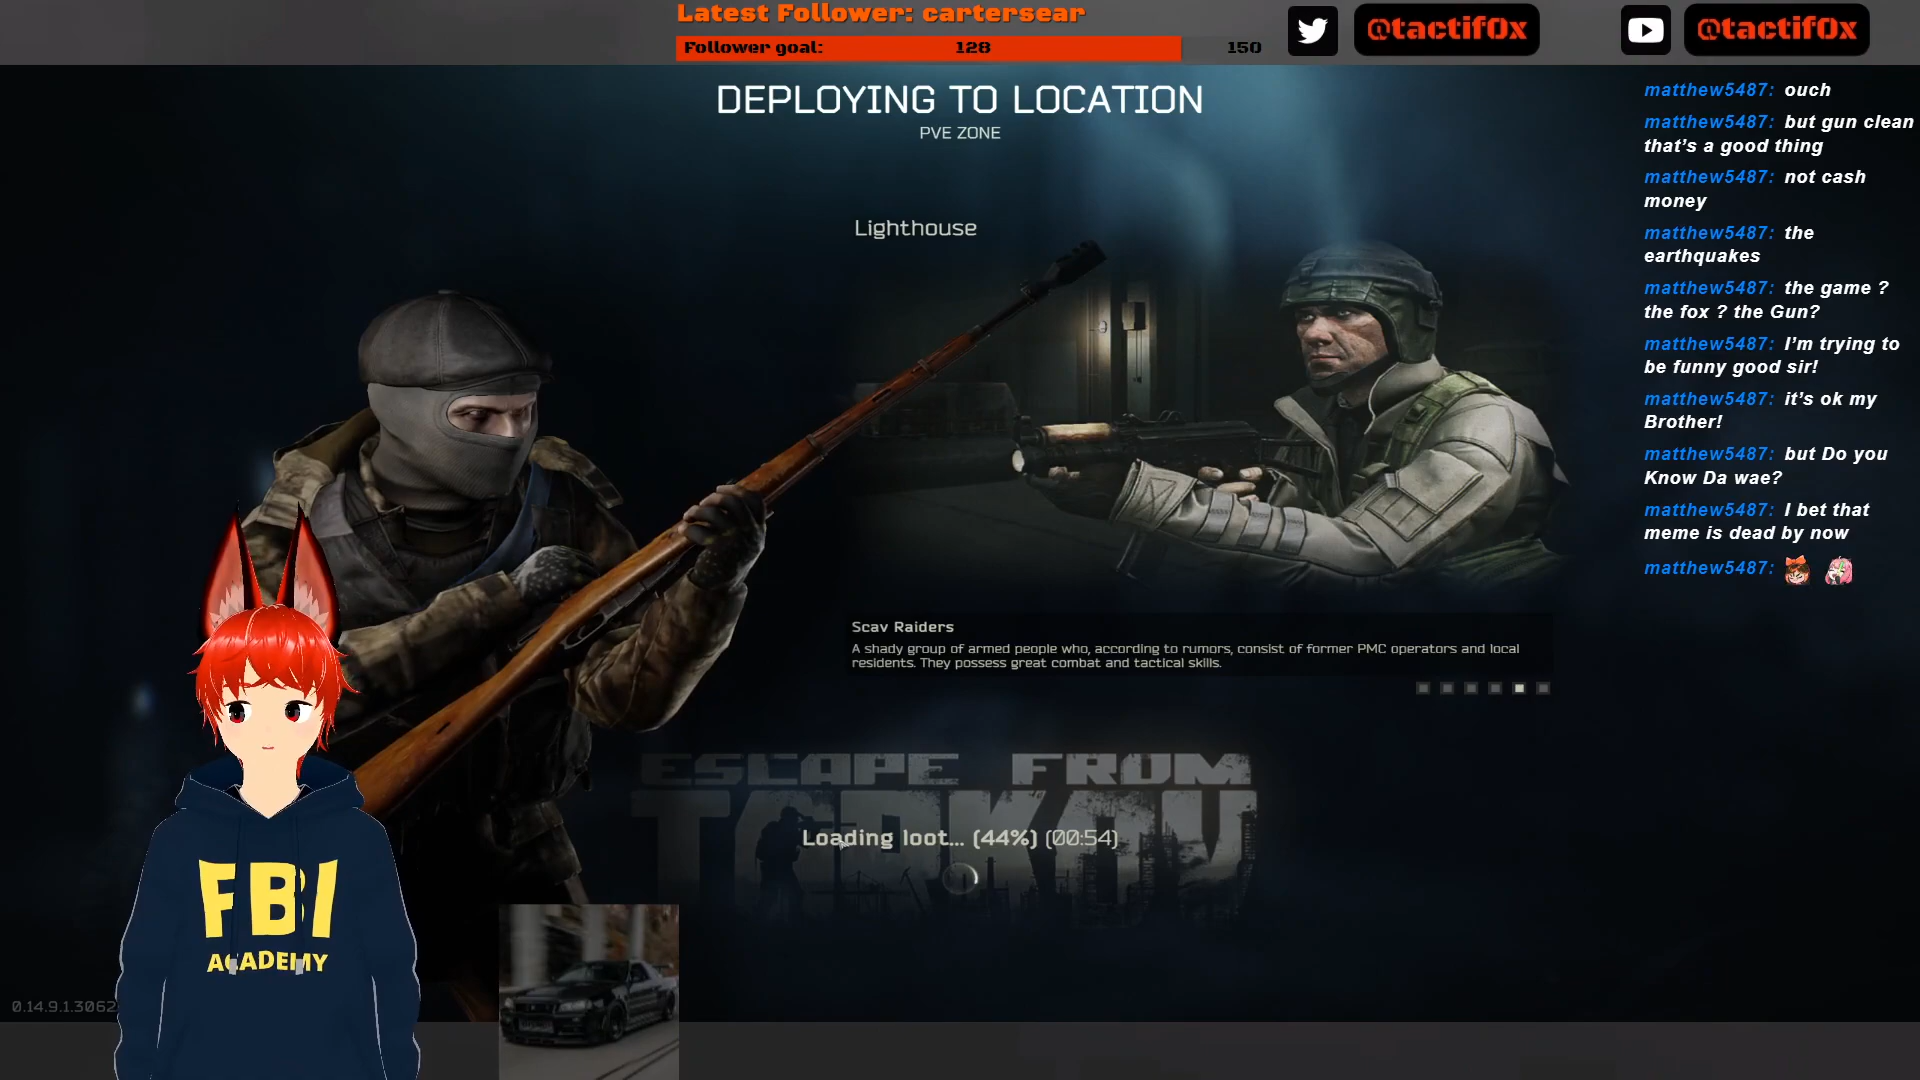 Latest Follower: cartersear
Follower goal: 128 150
@tactif0x
@tactif0x
DEPLOYING TO LOCATION
PVE ZONE
Lighthouse
matthew5487: ouch
matthew5487: but gun clean
that's a good thing
matthew5487: not cash
money
matthew5487: the
earthquakes
matthew5487: the game ?
the fox ? the Gun?
matthew5487: I'm trying to
be funny good sir!
matthew5487: it's ok my
Brother!
matthew5487: but Do you
Know Da wae?
matthew5487: I bet that
meme is dead by now
matthew5487:
Scav Raiders
A shady group of armed people who, according to rumors, consist of former PMC operators and local
residents. They possess great combat and tactical skills.
ESCAPE FROM
TARKOV
Loading loot... (44%) (00:54)
FBI
ACADEMY
0.14.9.1.3062